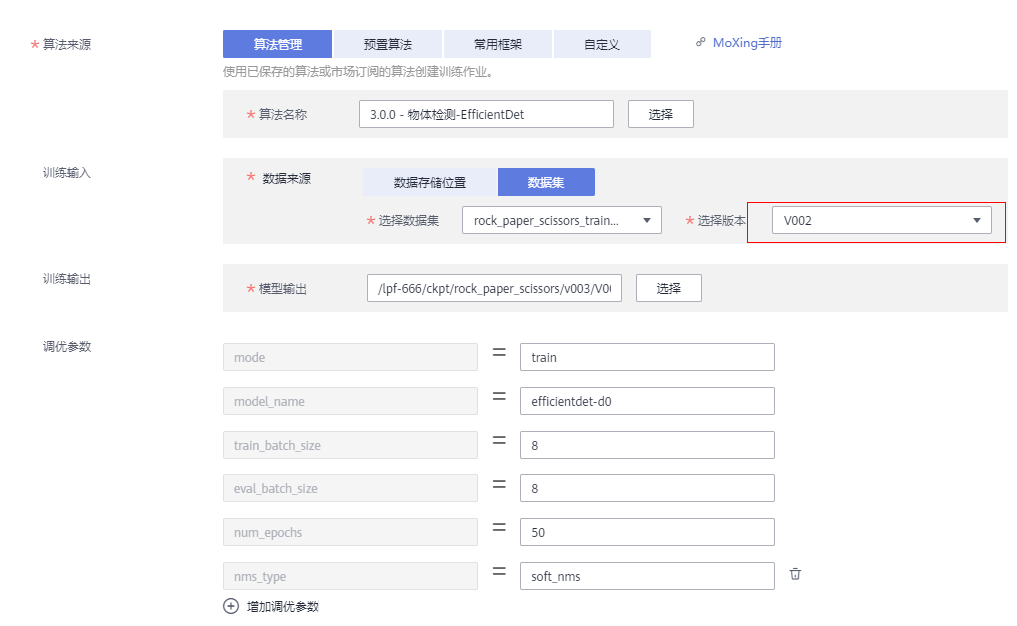 * 算法来源 算法管理 预置算法 常用框架 自定义 MoXing手册
使用已保存的算法或市场订阅的算法创建训练作业。
* 算法名称 3.0.0 - 物体检测-EfficientDet 选择
训练输入 * 数据来源 数据存储位置 数据集
* 选择数据集 rock_paper_scissors_train... * 选择版本 V002
训练输出 * 模型输出 /lpf-666/ckpt/rock_paper_scissors/v003/V00 选择
调优参数
mode = train
model_name = efficientdet-d0
train_batch_size = 8
eval_batch_size = 8
num_epochs = 50
nms_type = soft_nms
增加调优参数